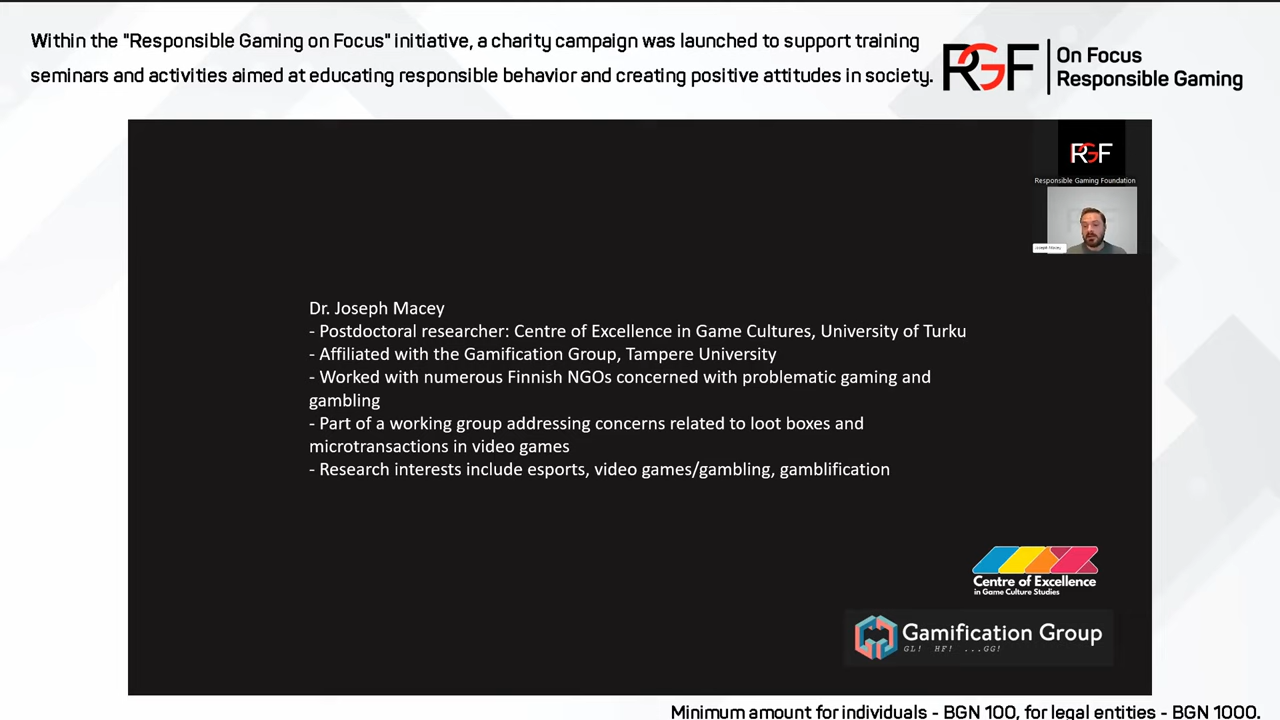 Within the "Responsible Gaming on Focus" initiative, a charity campaign was launched to support training
seminars and activities aimed at educating responsible behavior and creating positive attitudes in society.
RGF
On Focus
Responsible Gaming
RGF
Responsible Gaming Foundation
Joseph Macey
Dr. Joseph Macey
- Postdoctoral researcher: Centre of Excellence in Game Cultures, University of Turku
- Affiliated with the Gamification Group, Tampere University
- Worked with numerous Finnish NGOs concerned with problematic gaming and
gambling
- Part of a working group addressing concerns related to loot boxes and
microtransactions in video games
- Research interests include esports, video games/gambling, gamblification
Centre of Excellence
in Game Culture Studies
Gamification Group
GL! HF! ...GG!
Minimum amount for individuals - BGN 100, for legal entities - BGN 1000.